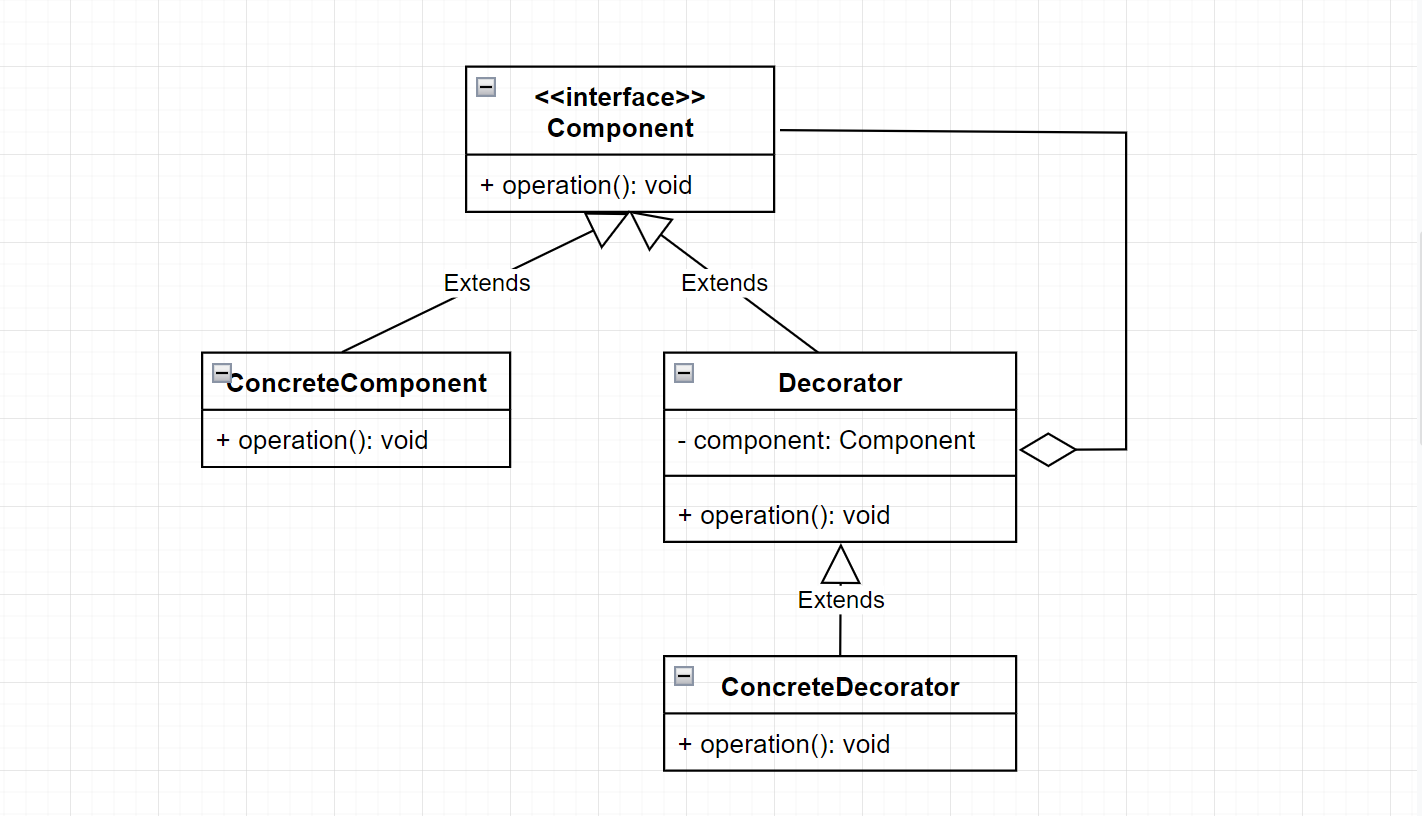 <<interface>>
Component
+ operation(): void
Extends
Extends
ConcreteComponent
+ operation(): void
Decorator
- component: Component
+ operation(): void
Extends
ConcreteDecorator
+ operation(): void